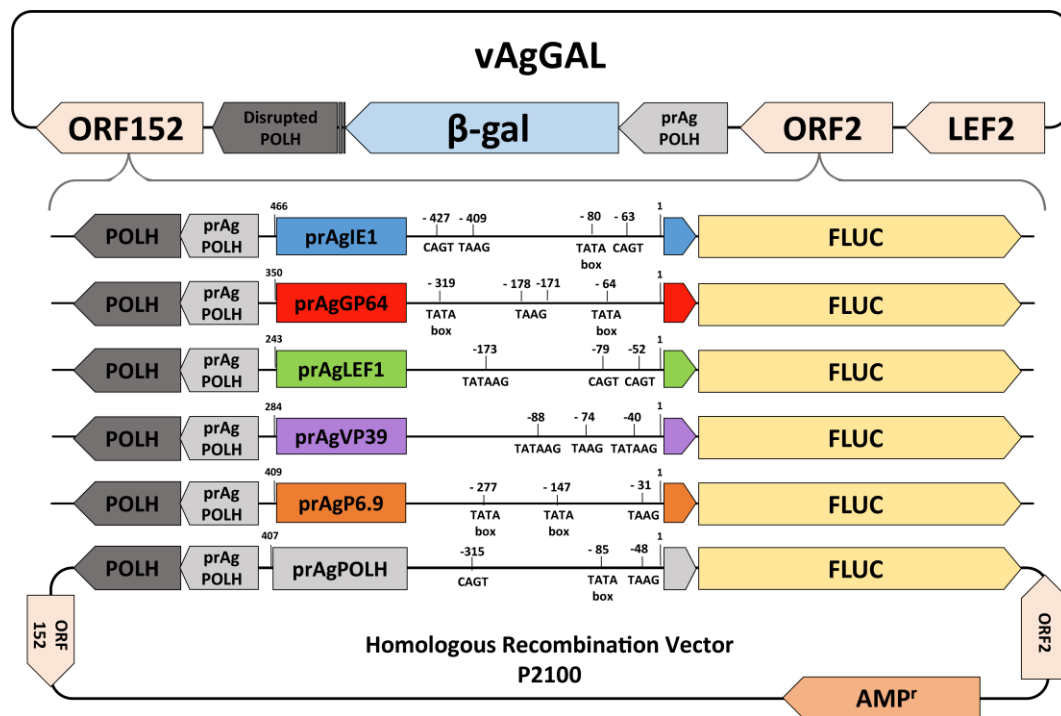 vAgGAL
ORF152
Disrupted
POLH
β-gal
prAg
POLH
ORF2
LEF2
POLH
prAg
POLH
466
prAgIE1
- 427
CAGT
- 409
TAAG
- 80
TATA
box
- 63
CAGT
1
FLUC
POLH
prAg
POLH
350
prAgGP64
- 319
TATA
box
- 178
-171
TAAG
- 64
TATA
box
1
FLUC
POLH
prAg
POLH
243
prAgLEF1
-173
TATAAG
-79
CAGT
-52
CAGT
1
FLUC
POLH
prAg
POLH
284
prAgVP39
-88
TATAAG
- 74
TAAG
-40
TATAAG
1
FLUC
POLH
prAg
POLH
409
prAgP6.9
- 277
TATA
box
- 147
TATA
box
- 31
TAAG
1
FLUC
POLH
prAg
POLH
407
prAgPOLH
-315
CAGT
- 85
TATA
box
-48
TAAG
1
FLUC
ORF
152
Homologous Recombination Vector
P2100
ORF2
AMPʳ